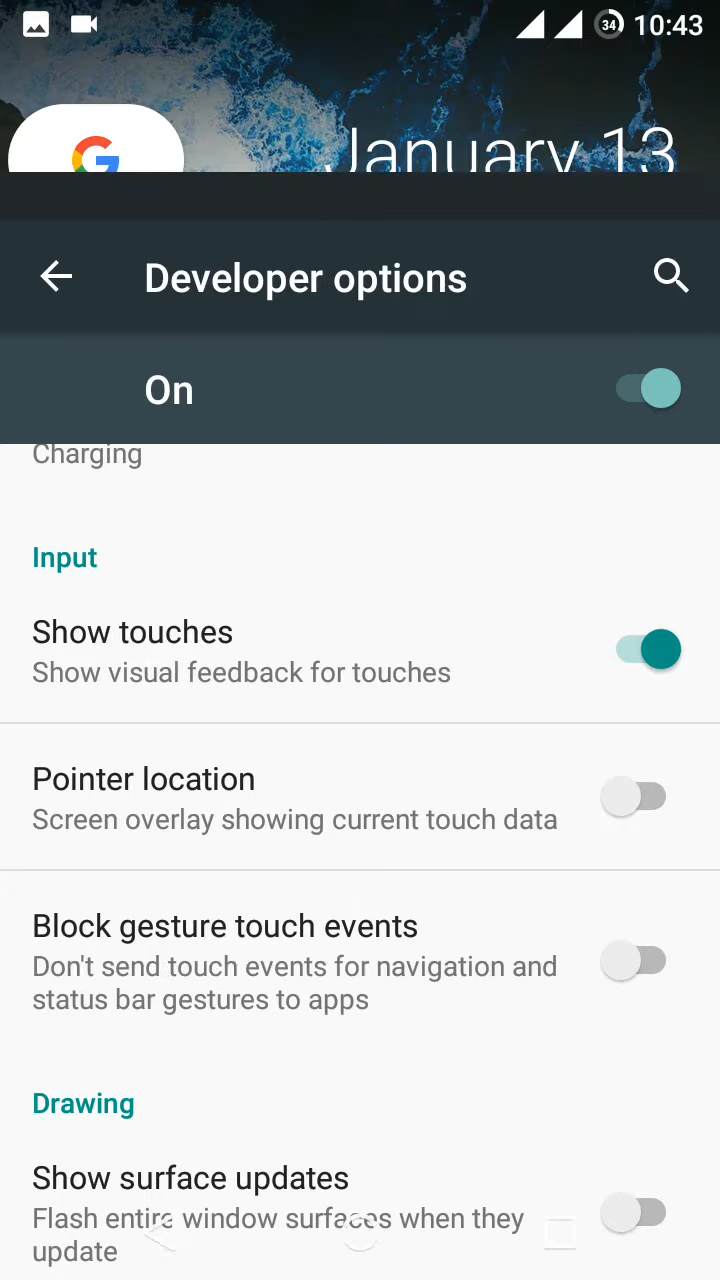 34 10:43
January 13
Developer options
On
Charging
Input
Show touches
Show visual feedback for touches
Pointer location
Screen overlay showing current touch data
Block gesture touch events
Don't send touch events for navigation and
status bar gestures to apps
Drawing
Show surface updates
Flash entire window surfaces when they
update